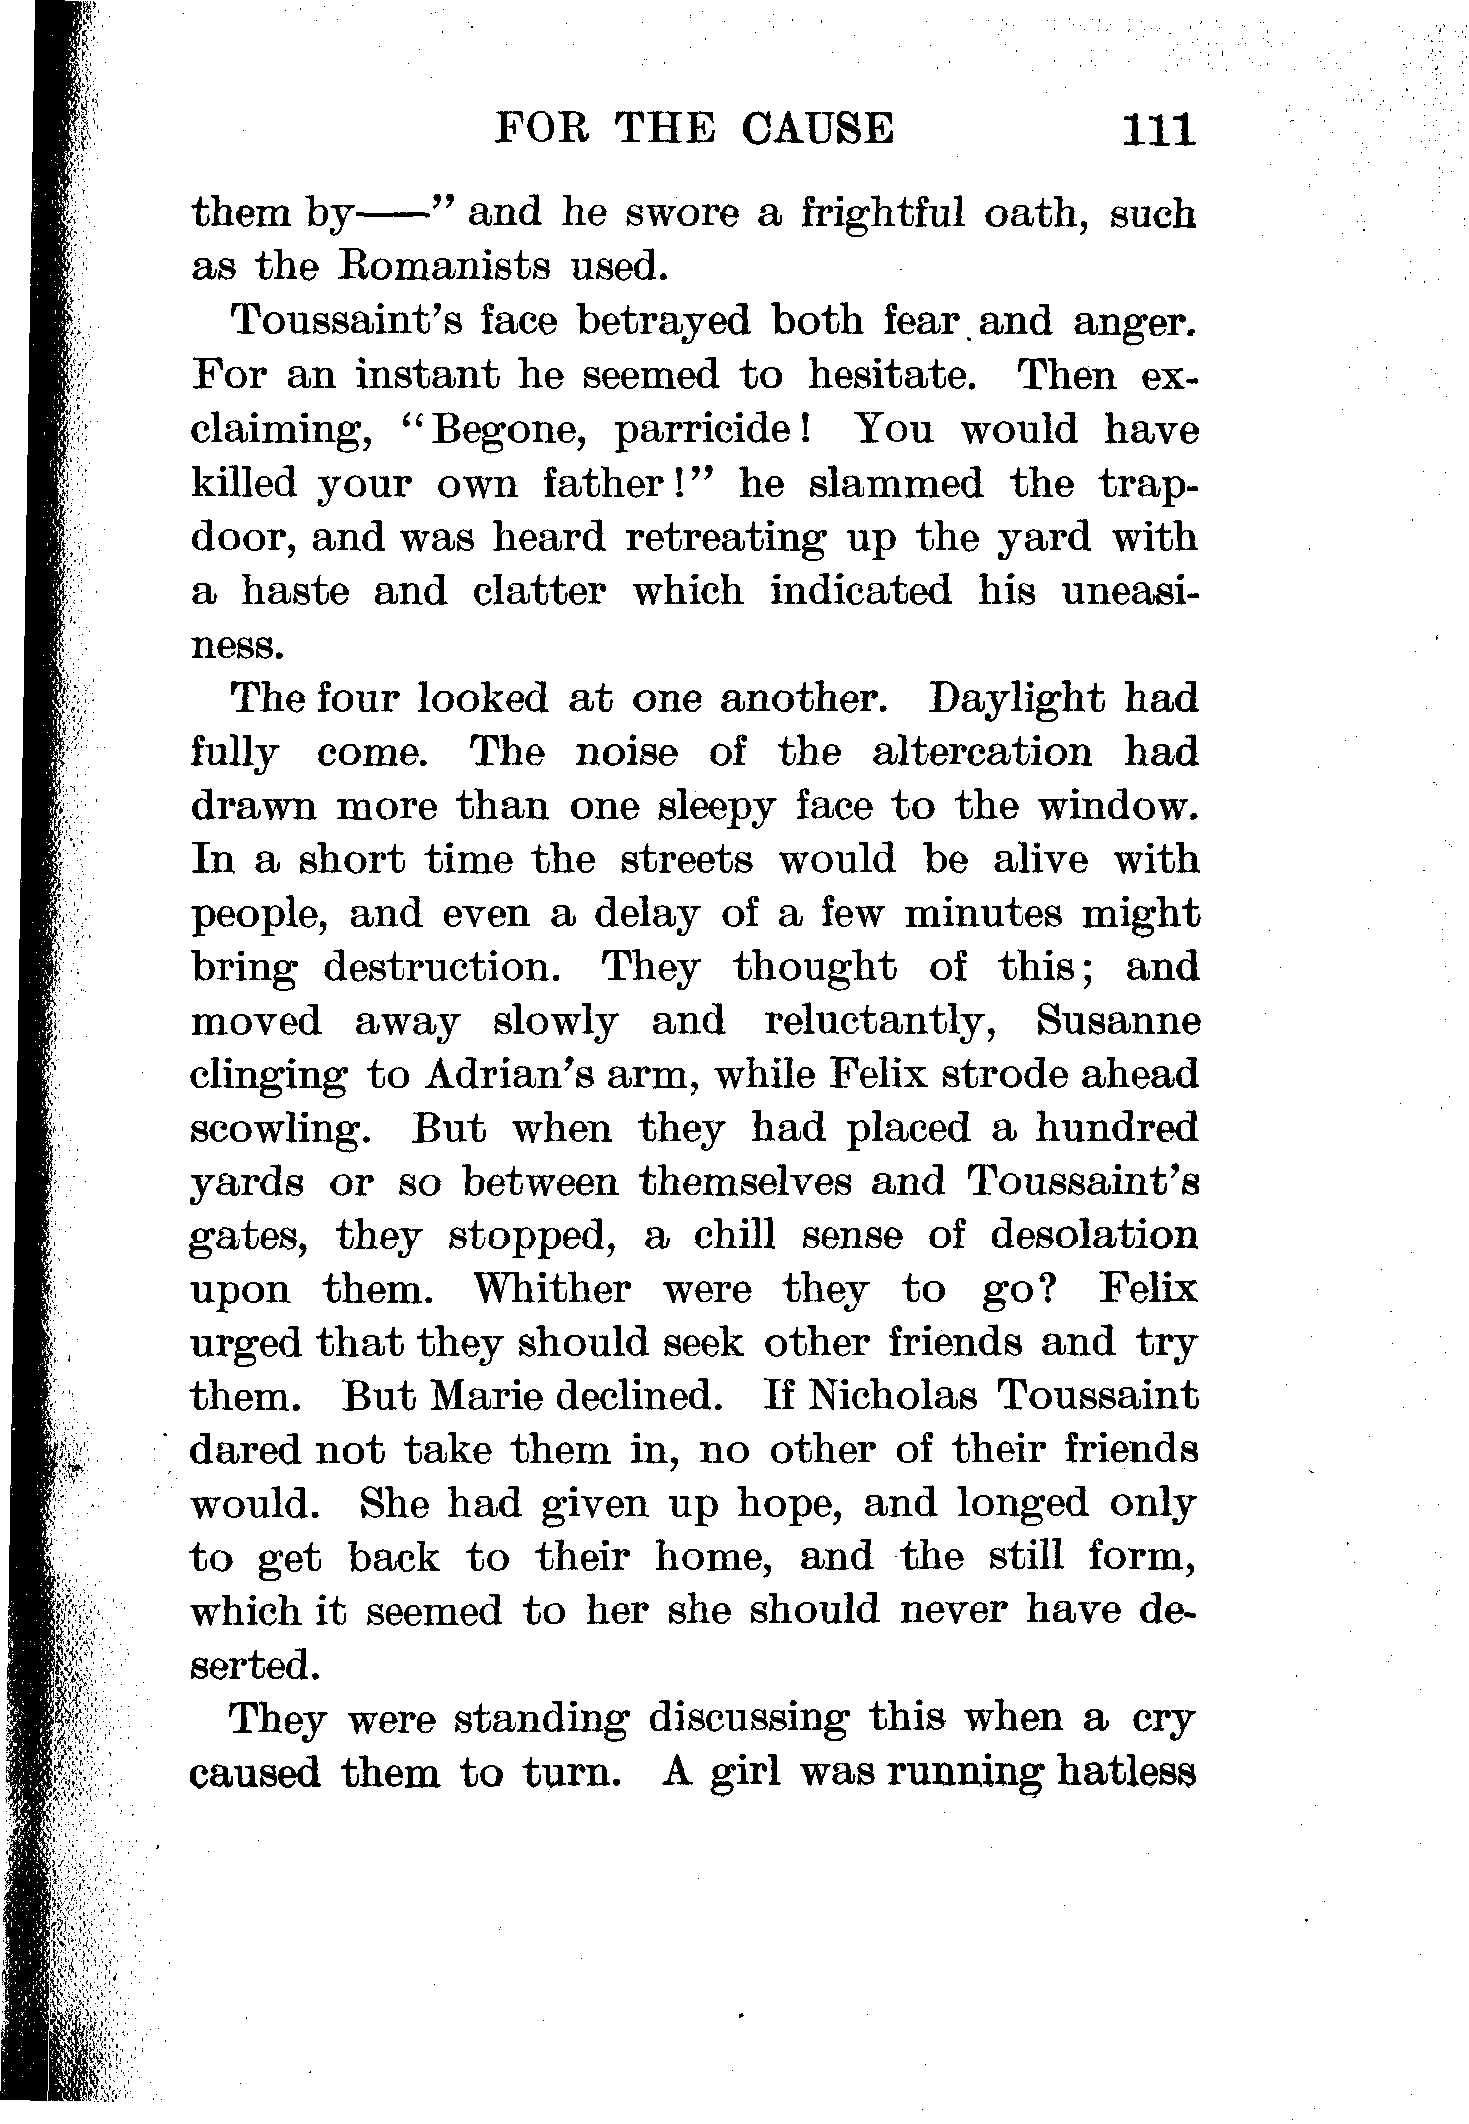 FOR THE CAUSE 111
them by——” and he swore a frightful oath, such
as the Romanists used.
Toussaint’s face betrayed both fear and anger.
For an instant he seemed to hesitate. Then ex-
claiming, “Begone, parricide! You would have
killed your own father!” he slammed the trap-
door, and was heard retreating up the yard with
a haste and clatter which indicated his uneasi-
ness.
The four looked at one another. Daylight had
fully come. The noise of the altercation had
drawn more than one sleepy face to the window.
In a short time the streets would be alive with
people, and even a delay of a few minutes might
bring destruction. They thought of this; and
moved away slowly and reluctantly, Susanne
clinging to Adrian’s arm, while Felix strode ahead
scowling. But when they had placed a hundred
yards or so between themselves and Toussaint’s
gates, they stopped, a chill sense of desolation
upon them. Whither were they to go? Felix
urged that they should seek other friends and try
them. But Marie declined. If Nicholas Toussaint
dared not take them in, no other of their friends
would. She had given up hope, and longed only
to get back to their home, and the still form,
which it seemed to her she should never have de-
serted.
They were standing discussing this when a cry
caused them to turn. A girl was running hatless